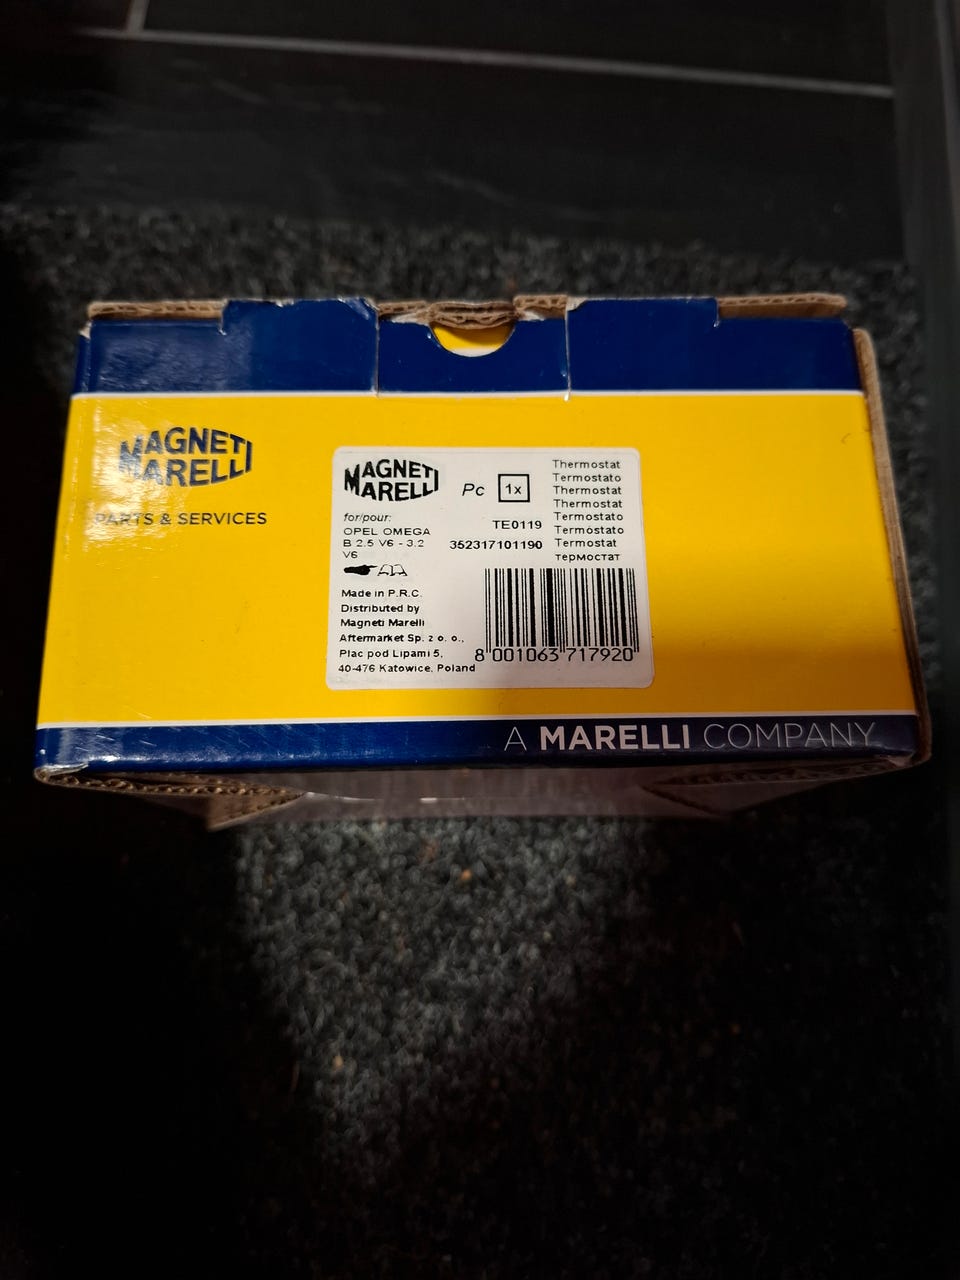 MAGNETI
MARELLI
PARTS & SERVICES
MAGNETI
MARELLI
Pc 1x
for/pour:
OPEL OMEGA
B 2.5 V6 - 3.2
V6
TE0119
352317101190
Thermostat
Termostato
Thermostat
Thermostat
Termostato
Termóstato
Termostat
термостат
Made in P.R.C.
Distributed by
Magneti Marelli
Aftermarket Sp. z o. o.,
Plac pod Lipami 5,
40-476 Katowice, Poland
8 001063 717920
A MARELLI COMPANY